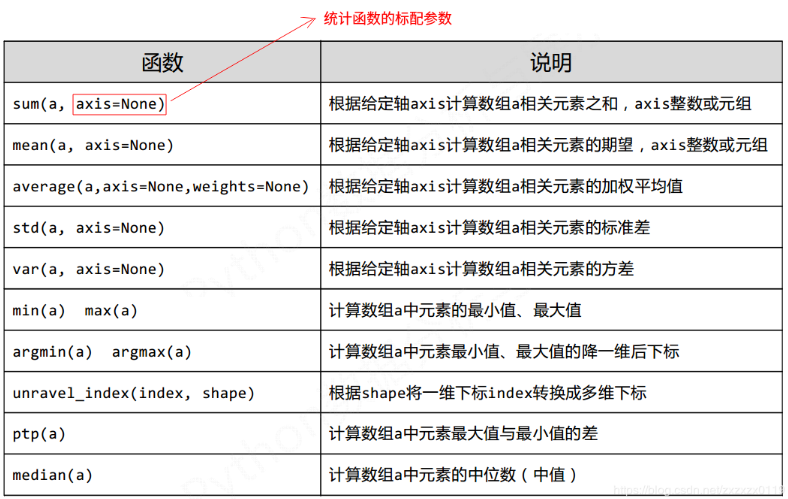 统计函数的标配参数
函数 说明
sum(a, axis=None) 根据给定轴axis计算数组a相关元素之和，axis整数或元组
mean(a, axis=None) 根据给定轴axis计算数组a相关元素的期望，axis整数或元组
average(a,axis=None,weights=None) 根据给定轴axis计算数组a相关元素的加权平均值
std(a, axis=None) 根据给定轴axis计算数组a相关元素的标准差
var(a, axis=None) 根据给定轴axis计算数组a相关元素的方差
min(a) max(a) 计算数组a中元素的最小值、最大值
argmin(a) argmax(a) 计算数组a中元素最小值、最大值的降一维后下标
unravel_index(index, shape) 根据shape将一维下标index转换成多维下标
ptp(a) 计算数组a中元素最大值与最小值的差
median(a) 计算数组a中元素的中位数（中值）